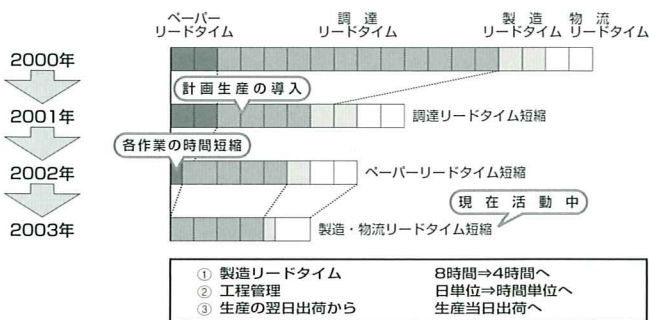 ペーパー
リードタイム
調達
リードタイム
製造
リードタイム
物流
リードタイム
2000年
計画生産の導入
2001年
調達リードタイム短縮
各作業の時間短縮
2002年
ペーパーリードタイム短縮
現在活動中
2003年
製造・物流リードタイム短縮
① 製造リードタイム 8時間⇒4時間へ
② 工程管理 日単位⇒時間単位へ
③ 生産の翌日出荷から 生産当日出荷へ